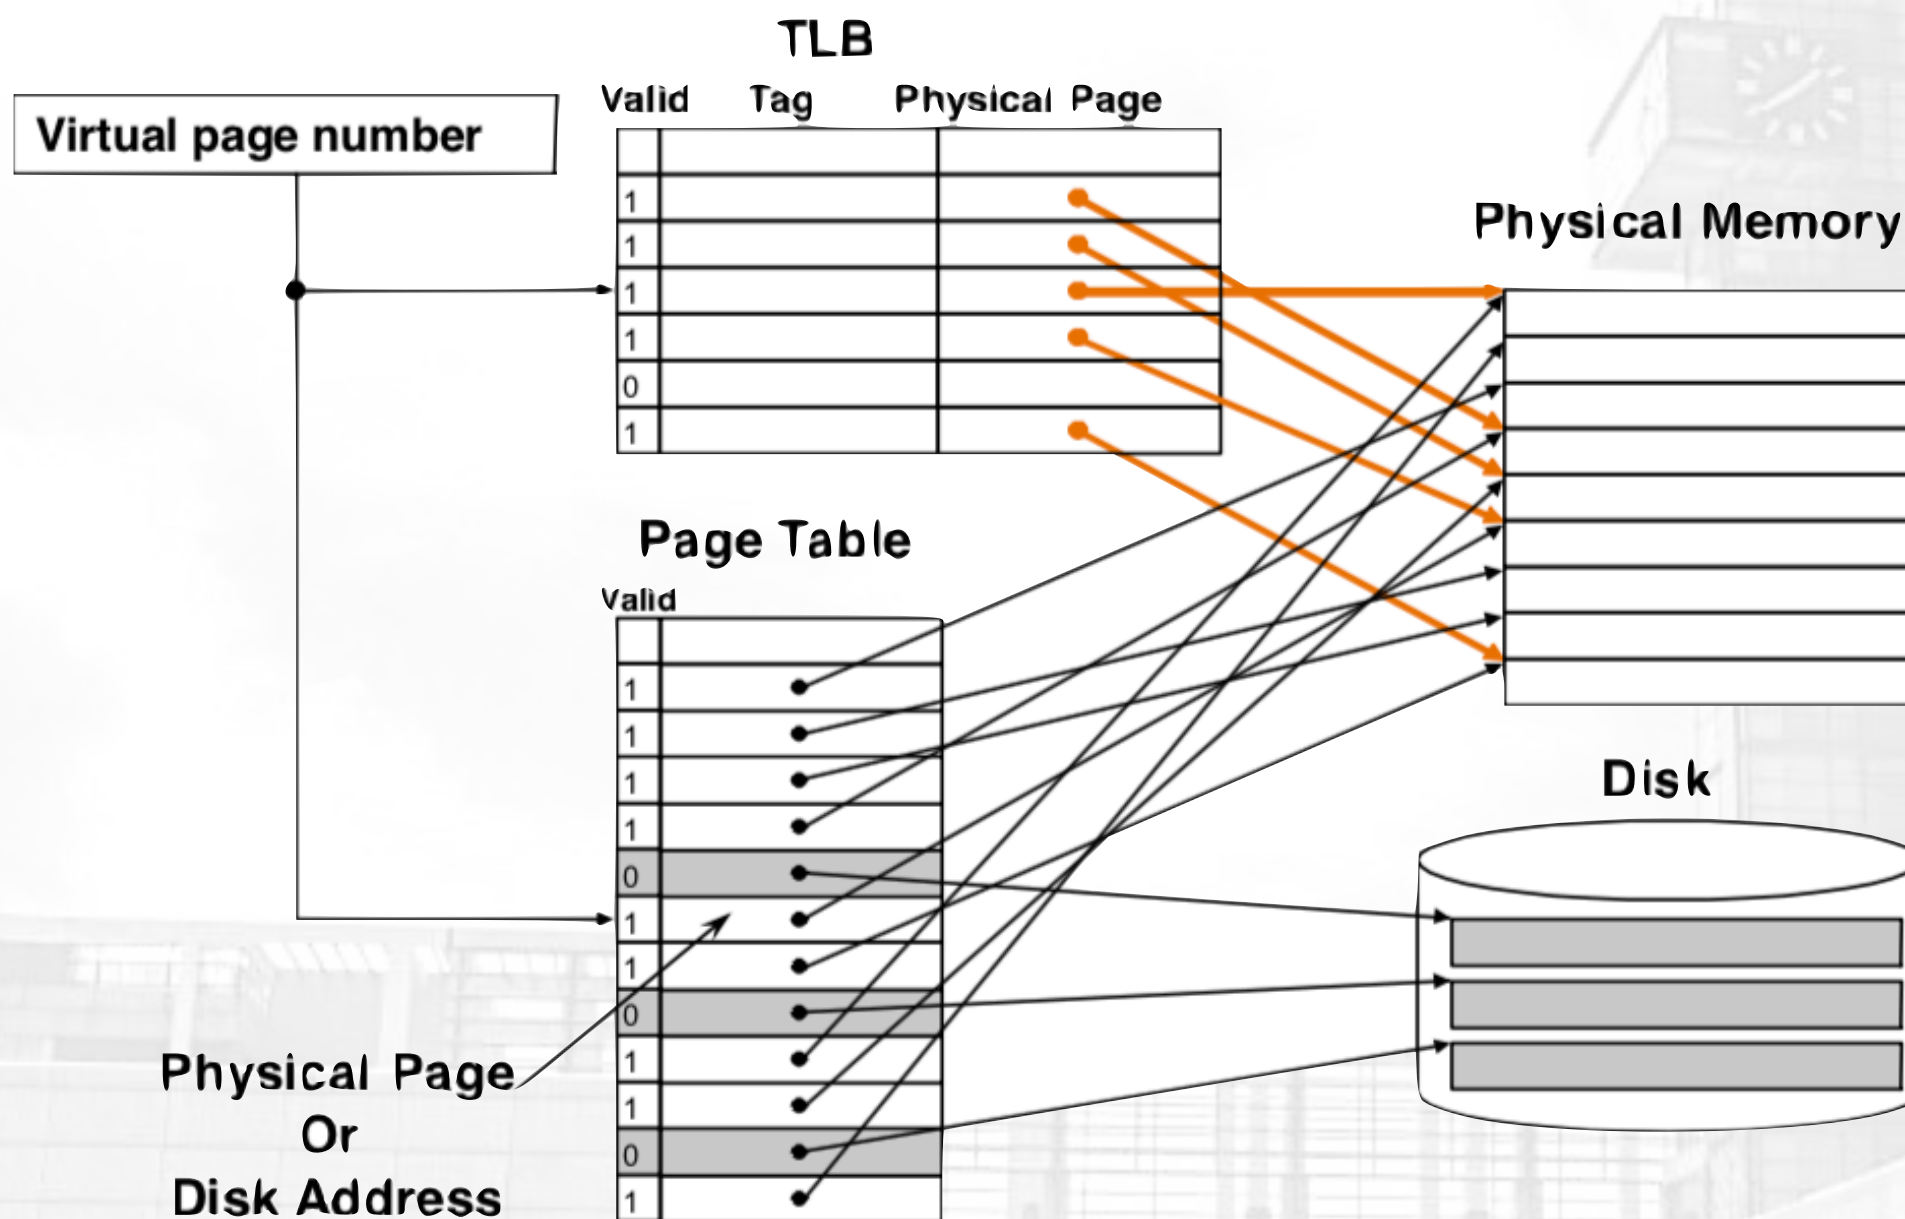 TLB
Valid Tag Physical Page
Virtual page number
1
1
1
1
0
1
Physical Memory
Page Table
Valid
1
1
1
1
0
1
1
0
1
1
0
1
Disk
Physical Page
Or
Disk Address